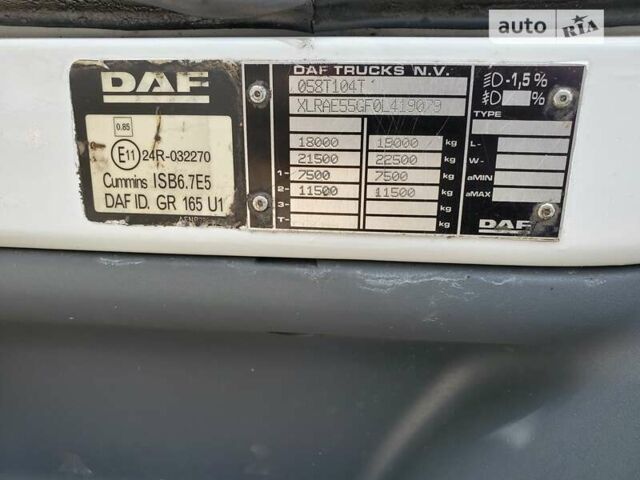 auto RIA
DAF
0.65
E11 24R-032270
Cummins ISB6.7E5
DAF ID. GR 165 U1
DAF TRUCKS N.V.
058T104T
XLRAE55GF0L419079
18000 19000 kg
21500 22500 kg
1- 7500 7500 kg
2- 11500 11500 kg
3- kg
T- kg
-1,5 %
%
TYPE
L-
W-
aMIN
aMAX
DAF